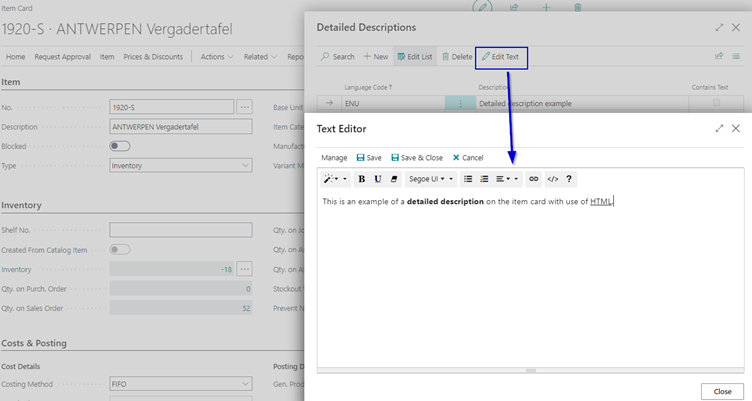 Item Card
1920-S · ANTWERPEN Vergadertafel
Home Request Approval Item Prices & Discounts Actions Related Repo
Item
No. 1920-S Base Unit
Description ANTWERPEN Vergadertafel Item Cate
Blocked Manufac
Type Inventory Variant M
Inventory
Shelf No. Qty. on Jo
Created From Catalog Item Qty. on A
Inventory -18 Qty. on A
Qty. on Purch. Order 0 Stockout
Qty. on Sales Order 52 Prevent N
Costs & Posting
Cost Details Posting D
Costing Method FIFO Gen. Prod
Detailed Descriptions
Search New Edit List Delete Edit Text
Language Code ↑ Description Contains Text
→ ENU Detailed description example
Text Editor
Manage Save Save & Close Cancel
B U Segoe UI </> ?
This is an example of a detailed description on the item card with use of HTML.
Close